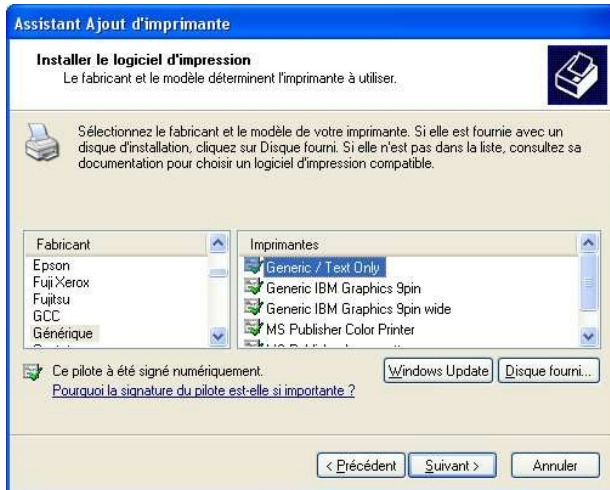 Assistant Ajout d'imprimante
Installer le logiciel d'impression
Le fabricant et le modèle déterminent l'imprimante à utiliser.
Sélectionnez le fabricant et le modèle de votre imprimante. Si elle est fournie avec un
disque d'installation, cliquez sur Disque fourni. Si elle n'est pas dans la liste, consultez sa
documentation pour choisir un logiciel d'impression compatible.
Fabricant
Epson
Fuji Xerox
Fujitsu
GCC
Générique
Imprimantes
Generic / Text Only
Generic IBM Graphics 9pin
Generic IBM Graphics 9pin wide
MS Publisher Color Printer
Ce pilote à été signé numériquement.
Pourquoi la signature du pilote est-elle si importante ?
Windows Update
Disque fourni...
< Précédent
Suivant >
Annuler